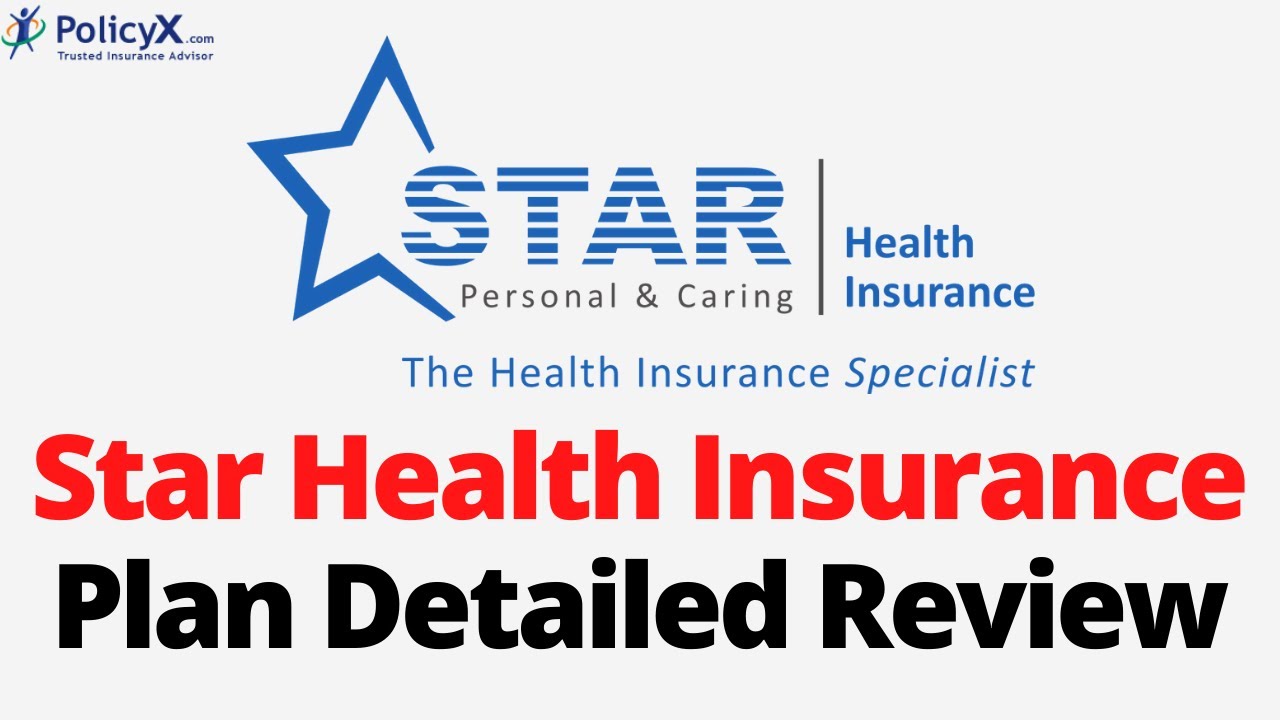 PolicyX.com
Trusted Insurance Advisor
STAR
Personal & Caring
Health
Insurance
The Health Insurance Specialist
Star Health Insurance
Plan Detailed Review